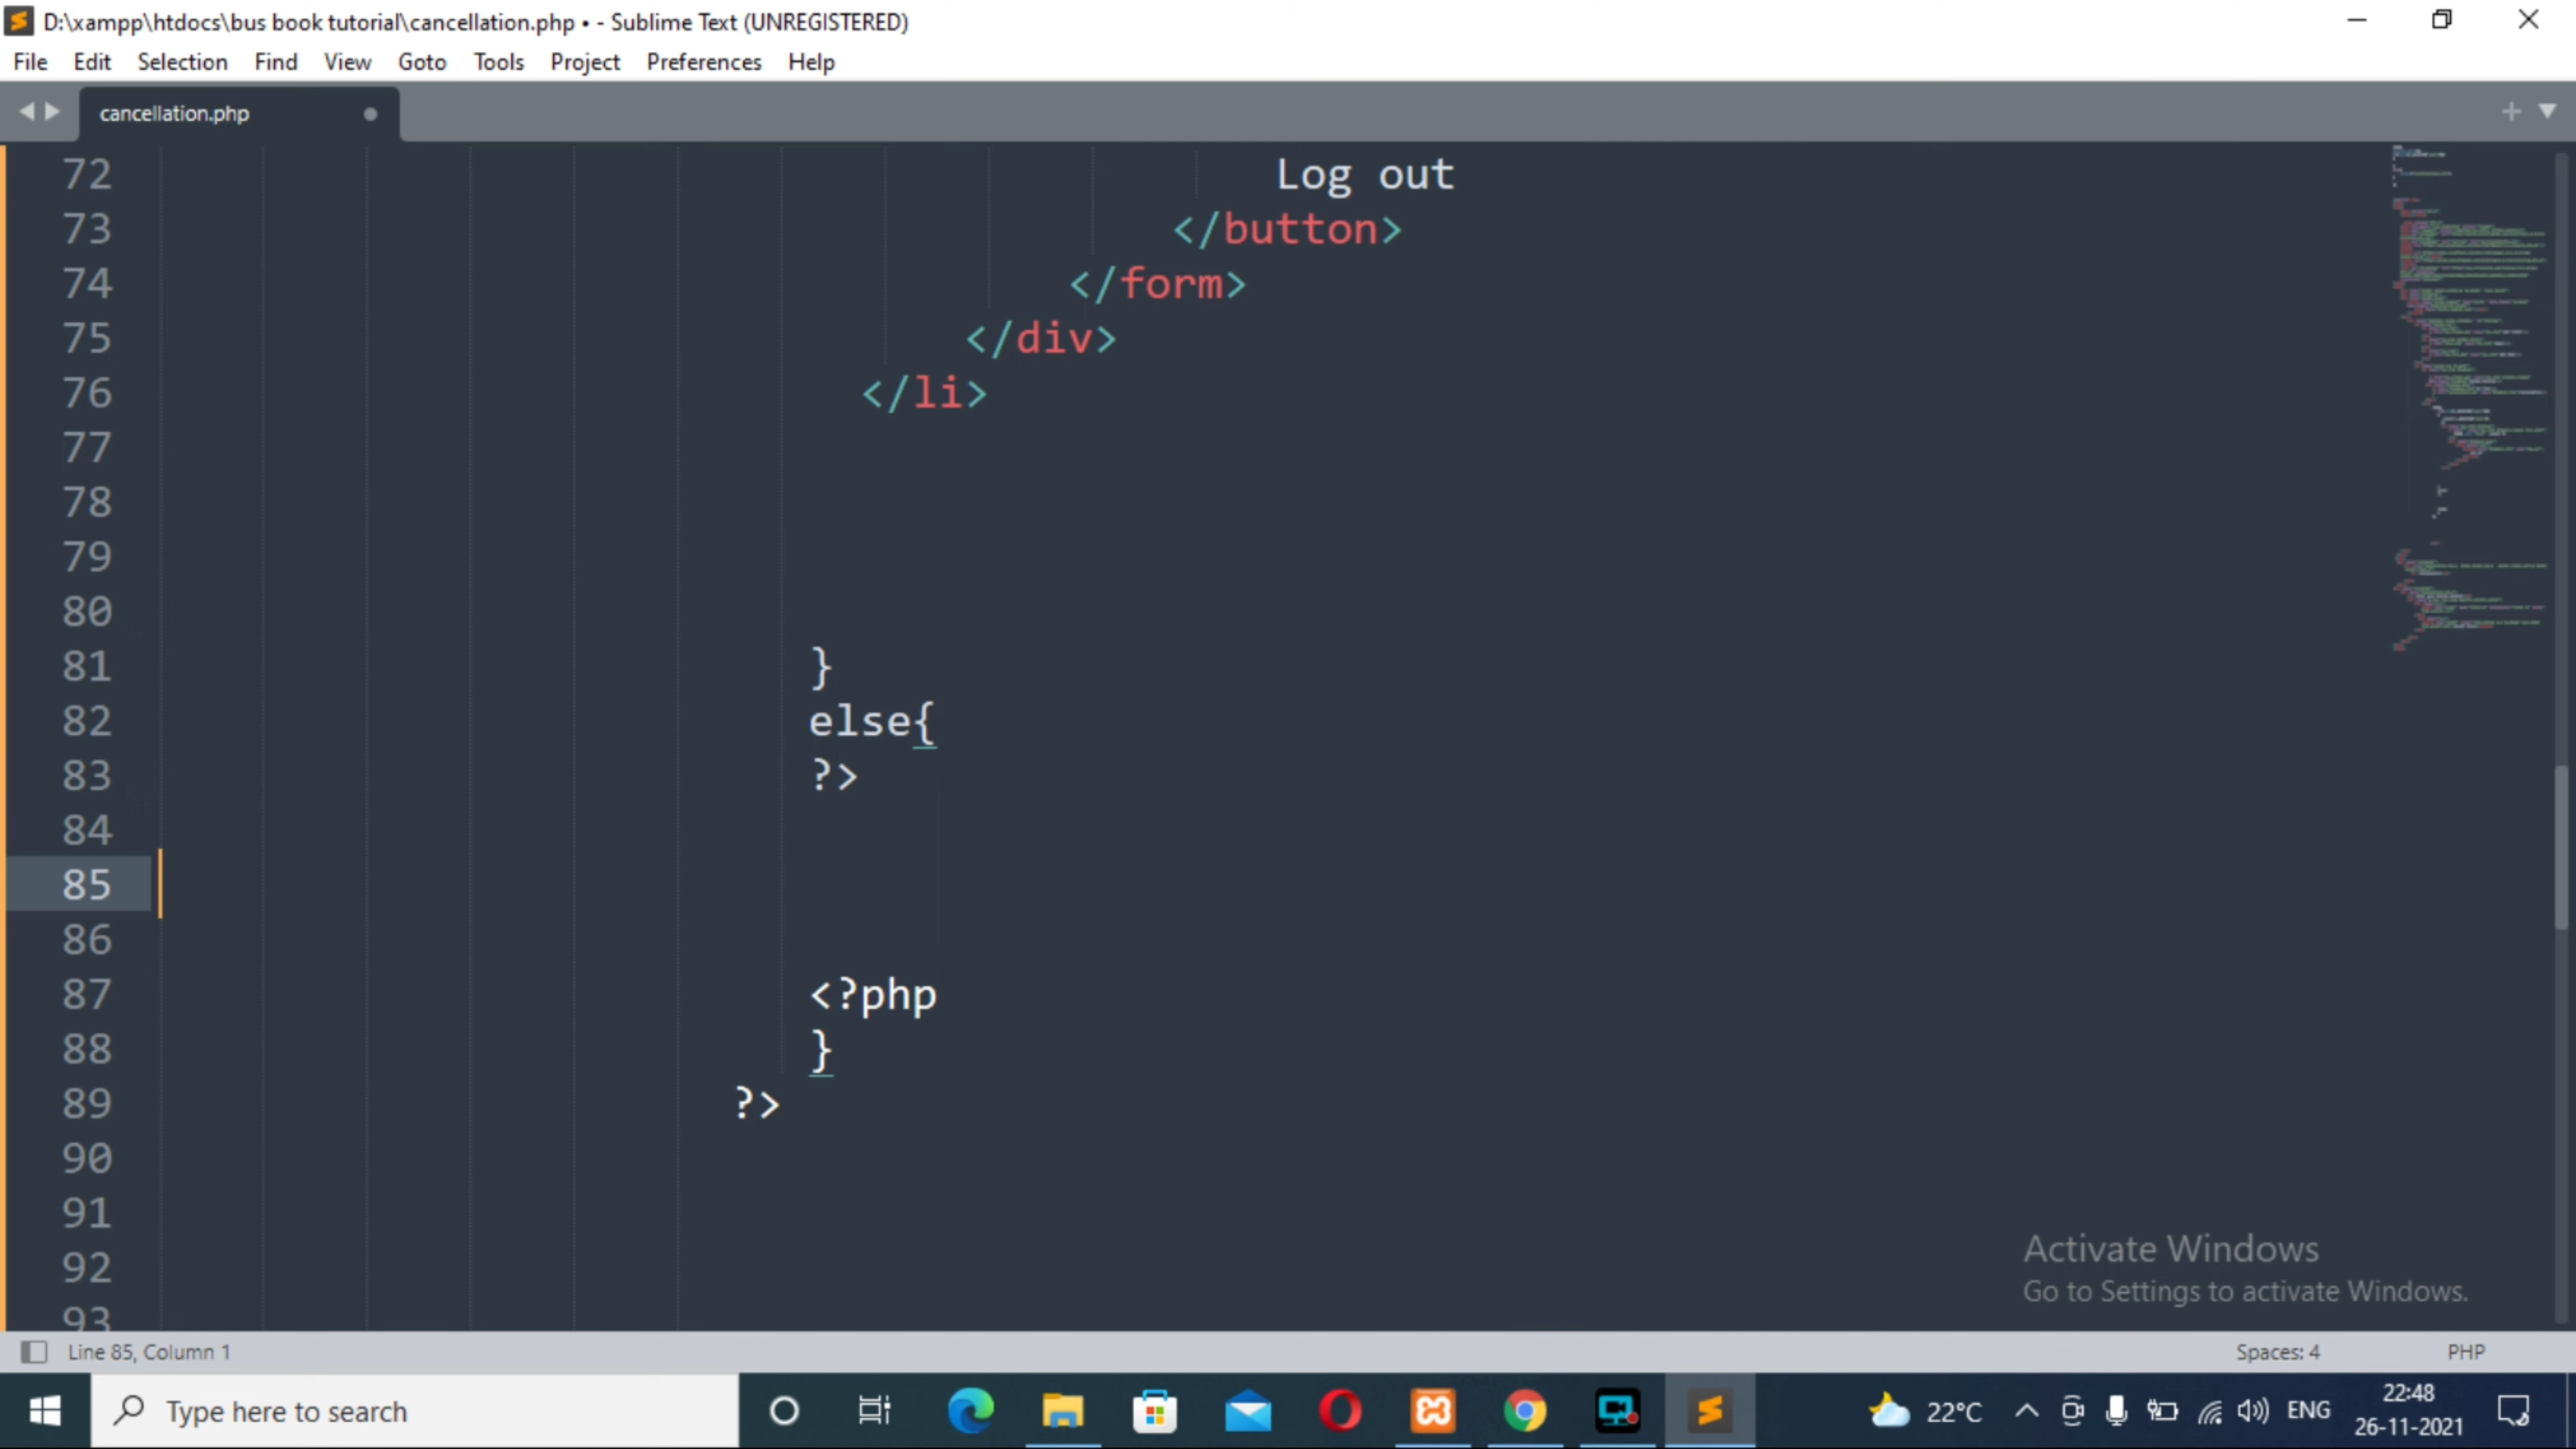 D:\xampp\htdocs\bus book tutorial\cancellation.php • - Sublime Text (UNREGISTERED)
File Edit Selection Find View Goto Tools Project Preferences Help
cancellation.php
72 Log out
73 </button>
74 </form>
75 </div>
76 </li>
77
78
79
80
81 }
82 else{
83 ?>
84
85
86
87 <?php
88 }
89 ?>
90
91
92
93
Activate Windows
Go to Settings to activate Windows.
Line 85, Column 1 Spaces: 4 PHP
Type here to search 22°C ENG 22:48
26-11-2021